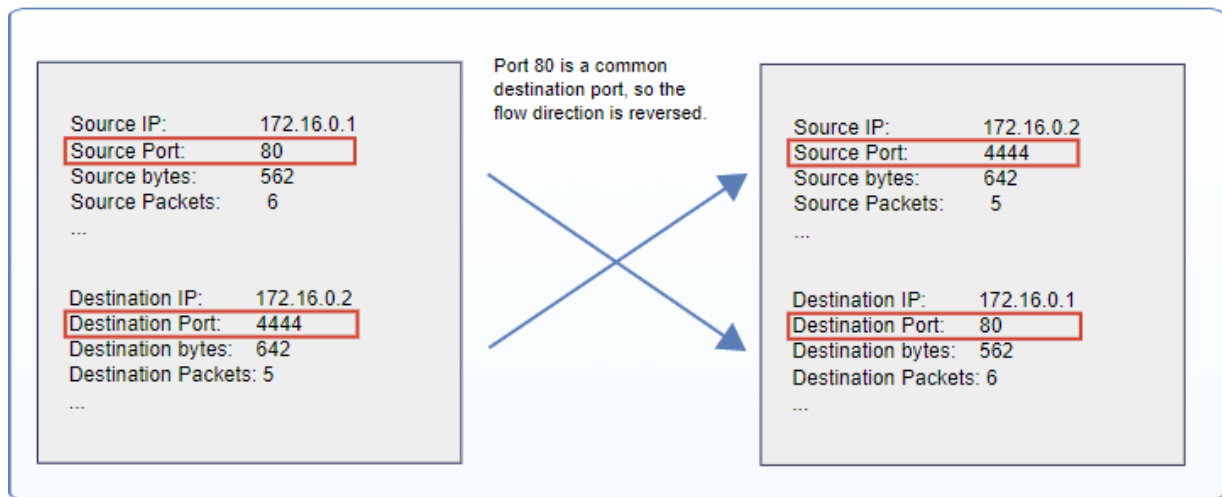 Source IP: 172.16.0.1
Source Port: 80
Source bytes: 562
Source Packets: 6
...
Destination IP: 172.16.0.2
Destination Port: 4444
Destination bytes: 642
Destination Packets: 5
...
Port 80 is a common
destination port, so the
flow direction is reversed.
Source IP: 172.16.0.2
Source Port: 4444
Source bytes: 642
Source Packets: 5
...
Destination IP: 172.16.0.1
Destination Port: 80
Destination bytes: 562
Destination Packets: 6
...